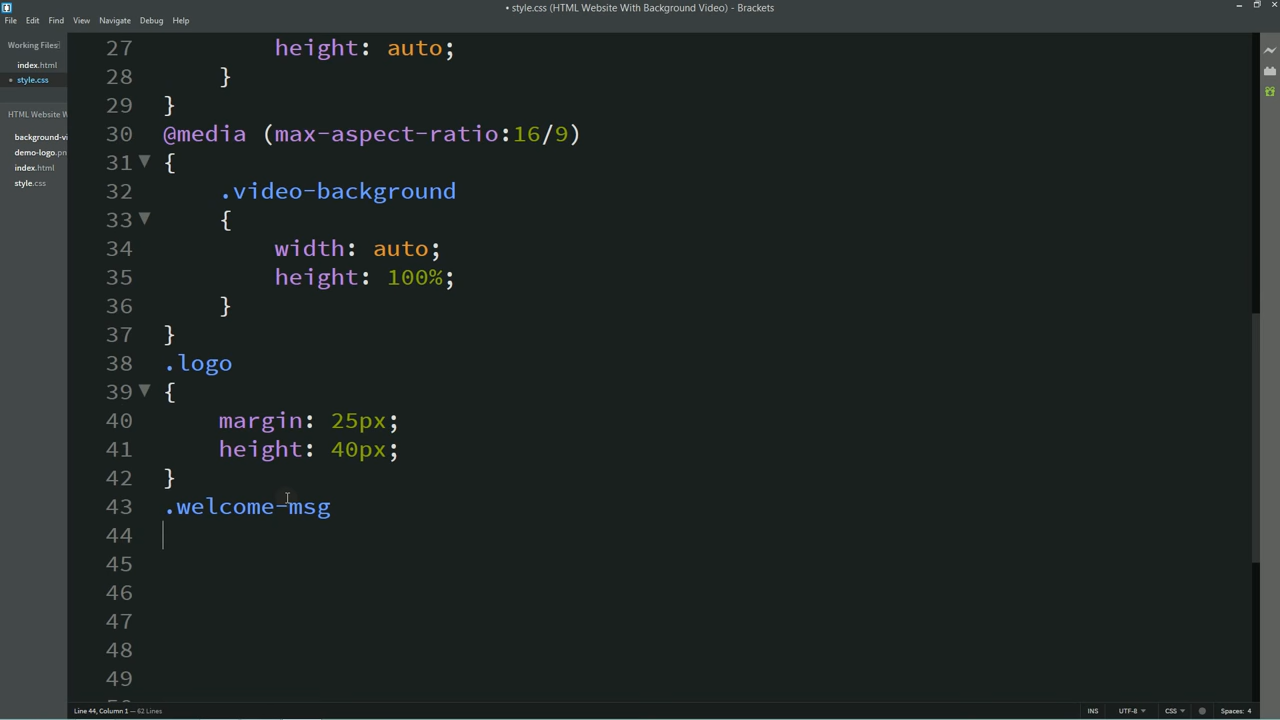 • style.css (HTML Website With Background Video) - Brackets
File Edit Find View Navigate Debug Help
Working Files
index.html
• style.css
HTML Website W
background-vi
demo-logo.pn
index.html
style.css
27 height: auto;
28 }
29 }
30 @media (max-aspect-ratio:16/9)
31 {
32 .video-background
33 {
34 width: auto;
35 height: 100%;
36 }
37 }
38 .logo
39 {
40 margin: 25px;
41 height: 40px;
42 }
43 .welcome-msg
44
45
46
47
48
49
Line 44, Column 1 — 62 Lines
INS UTF-8 CSS Spaces: 4